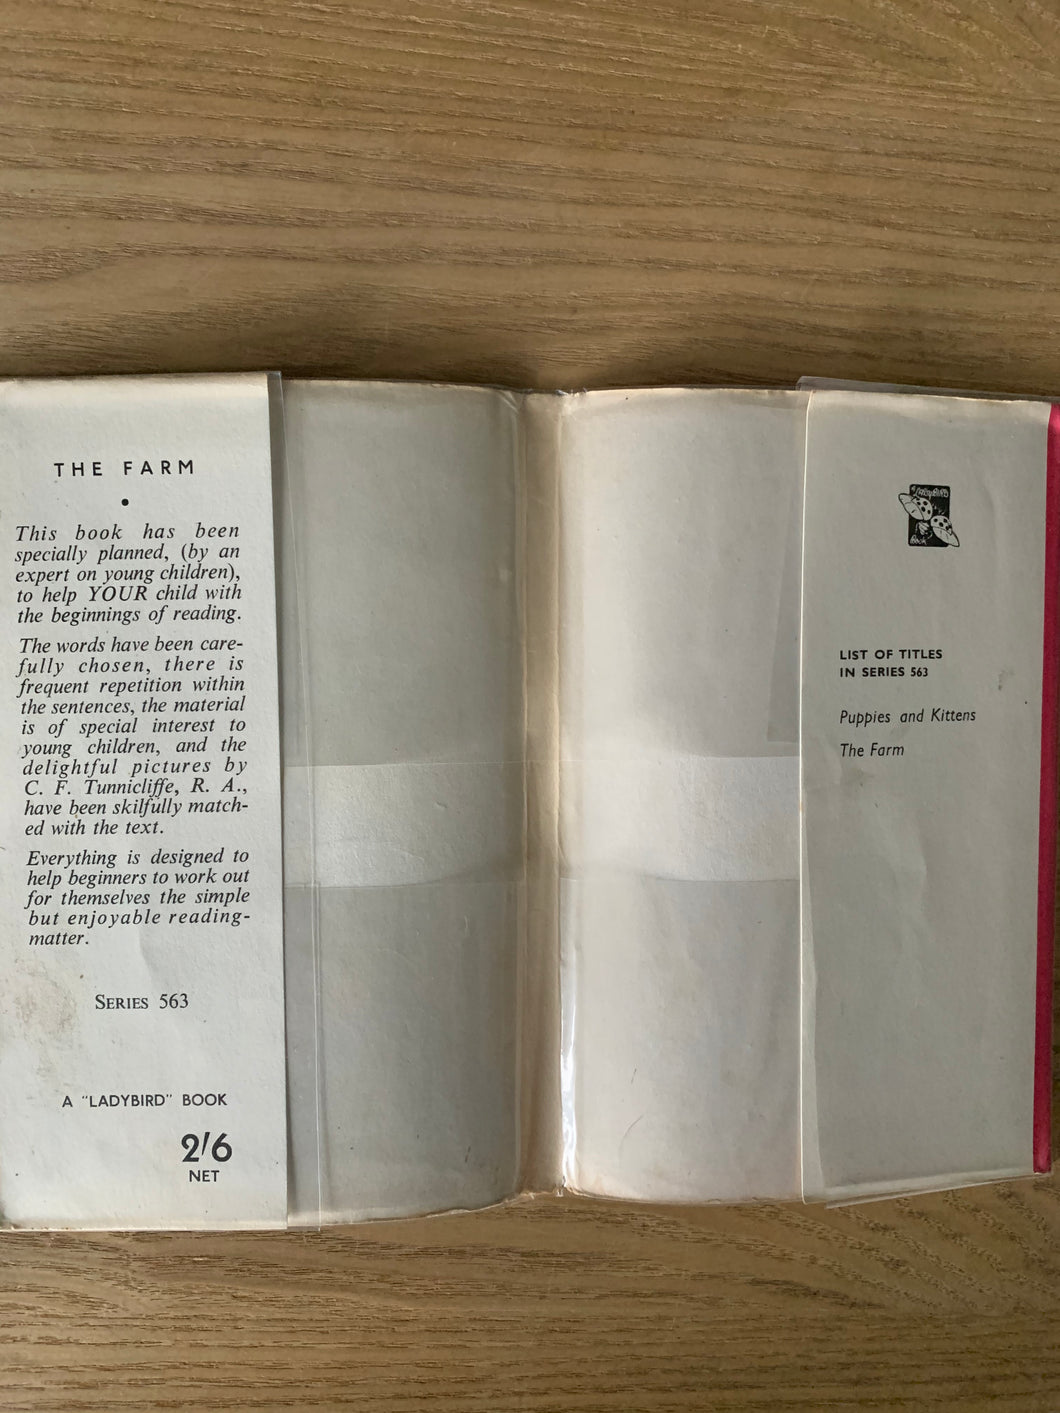 THE FARM
This book has been
specially planned, (by an
expert on young children),
to help YOUR child with
the beginnings of reading.
The words have been care-
fully chosen, there is
frequent repetition within
the sentences, the material
is of special interest to
young children, and the
delightful pictures by
C. F. Tunnicliffe, R. A.,
have been skilfully match-
ed with the text.
Everything is designed to
help beginners to work out
for themselves the simple
but enjoyable reading-
matter.
SERIES 563
A "LADYBIRD" BOOK
2/6
NET
A LADYBIRD
Book
LIST OF TITLES
IN SERIES 563
Puppies and Kittens
The Farm